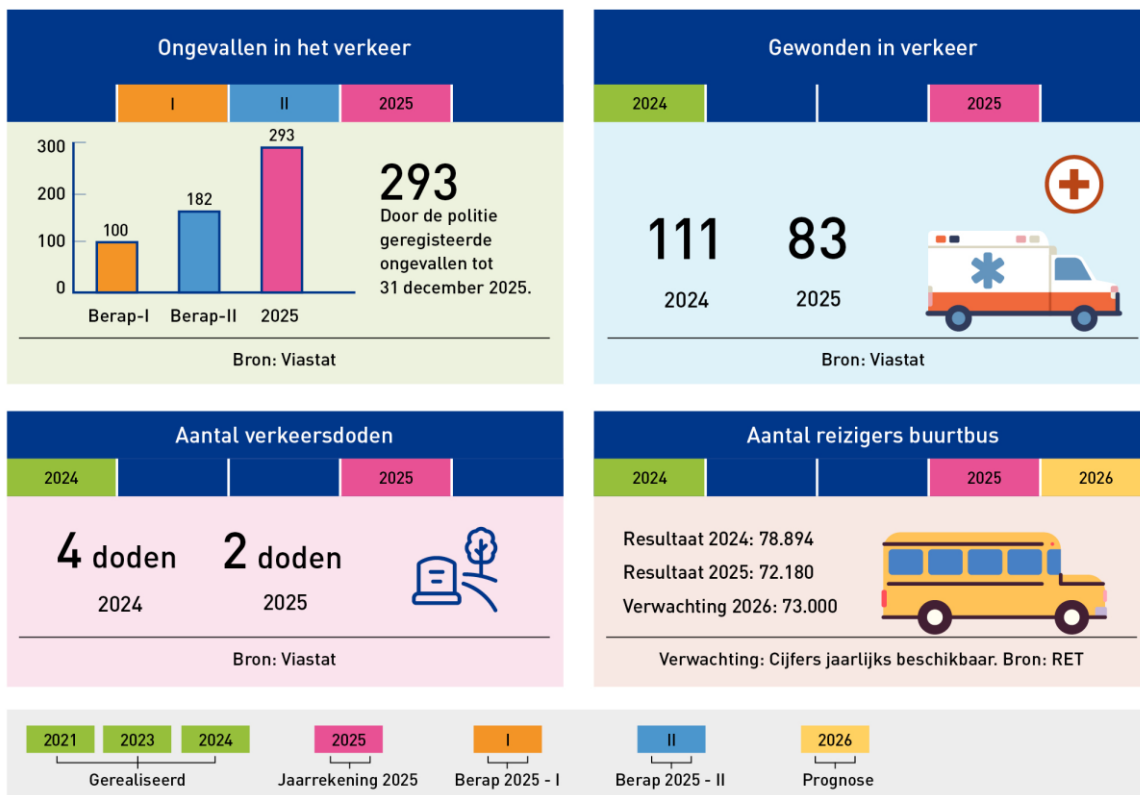 Ongevallen in het verkeer
I II 2025
300
200
100
0
100
182
293
Berap-I Berap-II 2025
293
Door de politie
geregisteerde
ongevallen tot
31 december 2025.
Bron: Viastat
Gewonden in verkeer
2024 2025
111 83
2024 2025
Bron: Viastat
Aantal verkeersdoden
2024 2025
4 doden 2 doden
2024 2025
Bron: Viastat
Aantal reizigers buurtbus
2024 2025 2026
Resultaat 2024: 78.894
Resultaat 2025: 72.180
Verwachting 2026: 73.000
Verwachting: Cijfers jaarlijks beschikbaar. Bron: RET
2021 2023 2024 2025 I II 2026
Gerealiseerd Jaarrekening 2025 Berap 2025 - I Berap 2025 - II Prognose